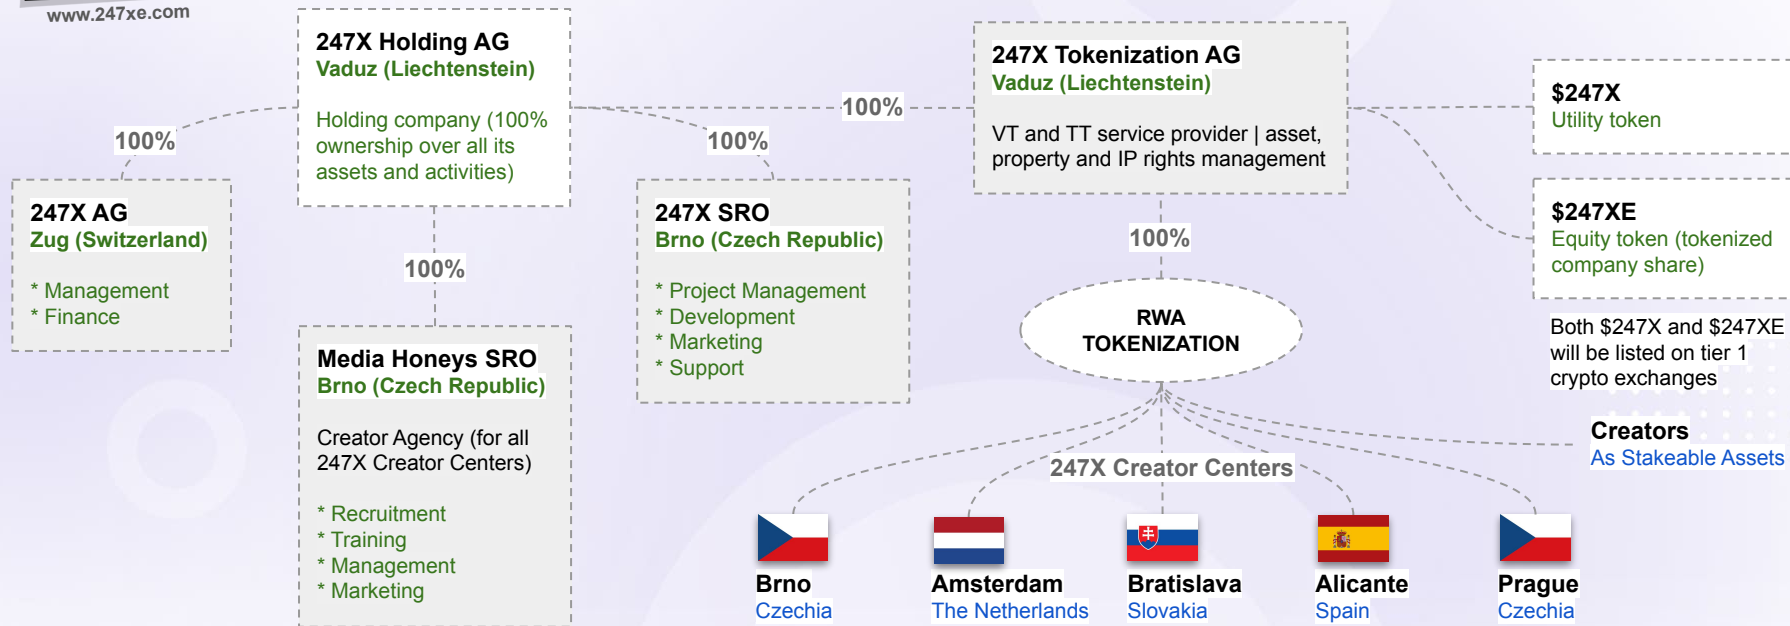 www.247xe.com
247X Holding AG
Vaduz (Liechtenstein)
Holding company (100%
ownership over all its
assets and activities)
100%
100%
100%
100%
247X AG
Zug (Switzerland)
* Management
* Finance
Media Honeys SRO
Brno (Czech Republic)
Creator Agency (for all
247X Creator Centers)
* Recruitment
* Training
* Management
* Marketing
247X SRO
Brno (Czech Republic)
* Project Management
* Development
* Marketing
* Support
247X Tokenization AG
Vaduz (Liechtenstein)
VT and TT service provider | asset,
property and IP rights management
100%
RWA
TOKENIZATION
$247X
Utility token
$247XE
Equity token (tokenized
company share)
Both $247X and $247XE
will be listed on tier 1
crypto exchanges
Creators
As Stakeable Assets
247X Creator Centers
Brno
Czechia
Amsterdam
The Netherlands
Bratislava
Slovakia
Alicante
Spain
Prague
Czechia